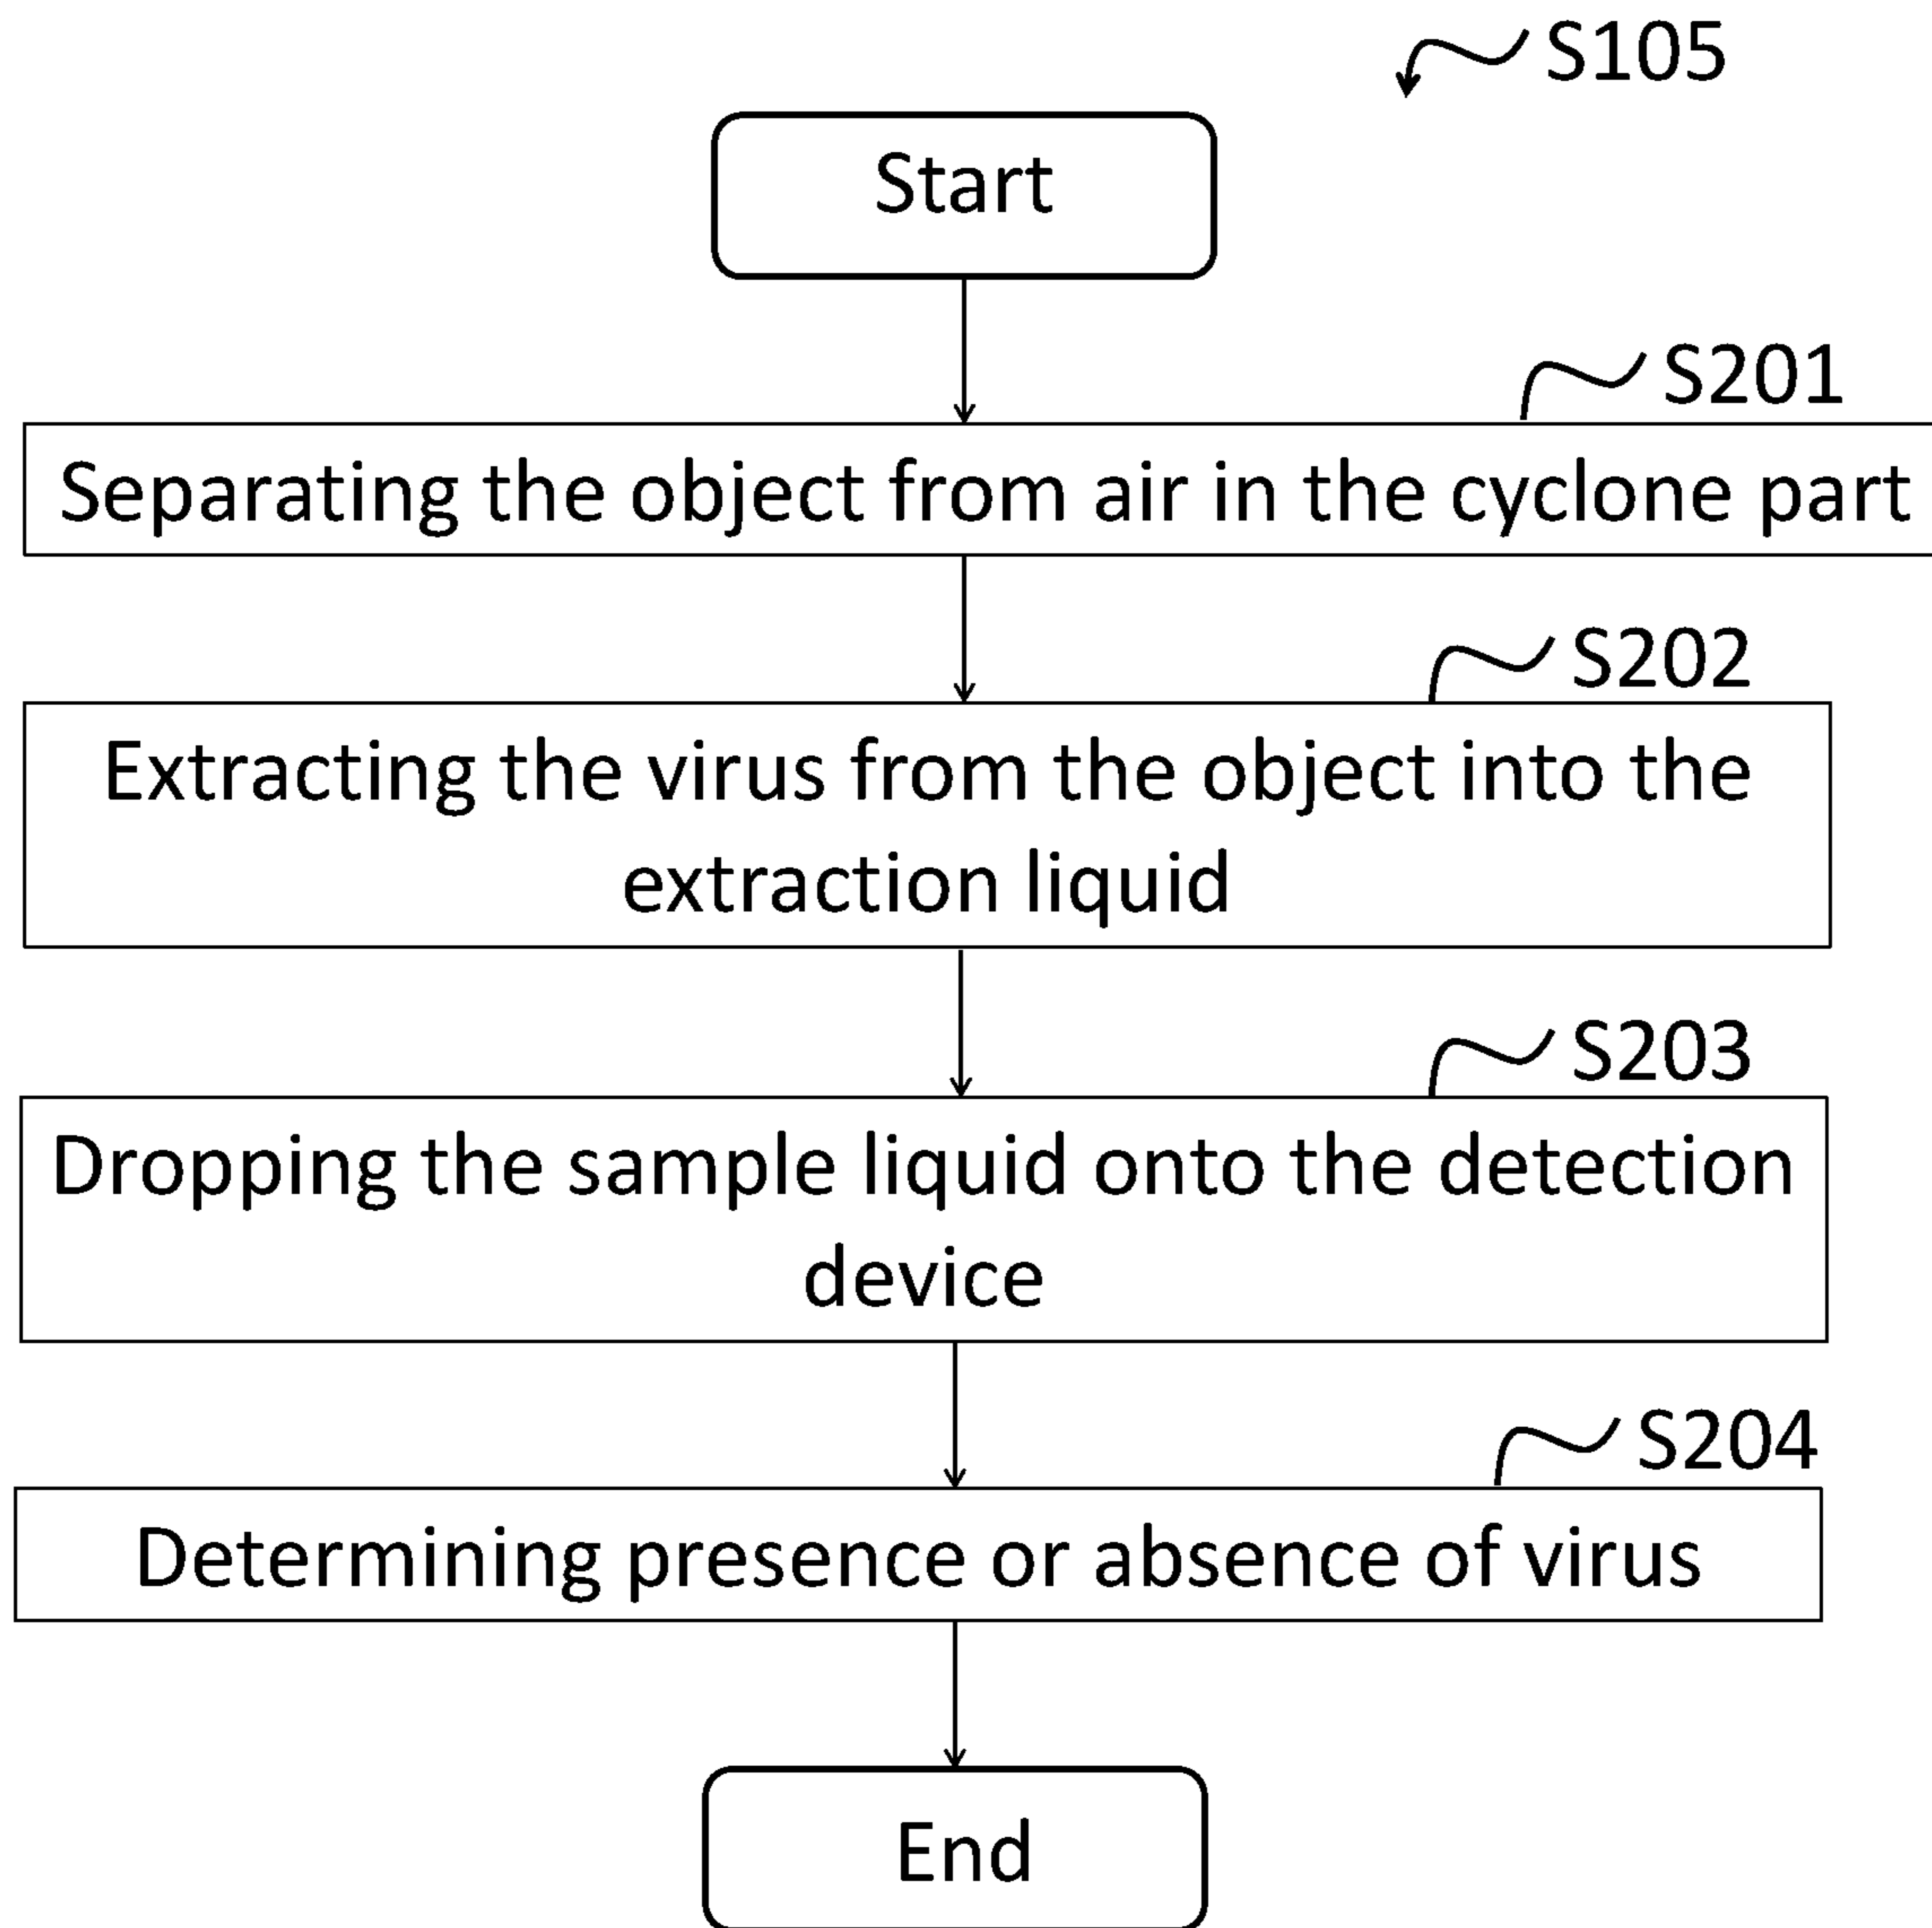 S105
Start
S201
Separating the object from air in the cyclone part
S202
Extracting the virus from the object into the
extraction liquid
S203
Dropping the sample liquid onto the detection
device
S204
Determining presence or absence of virus
End